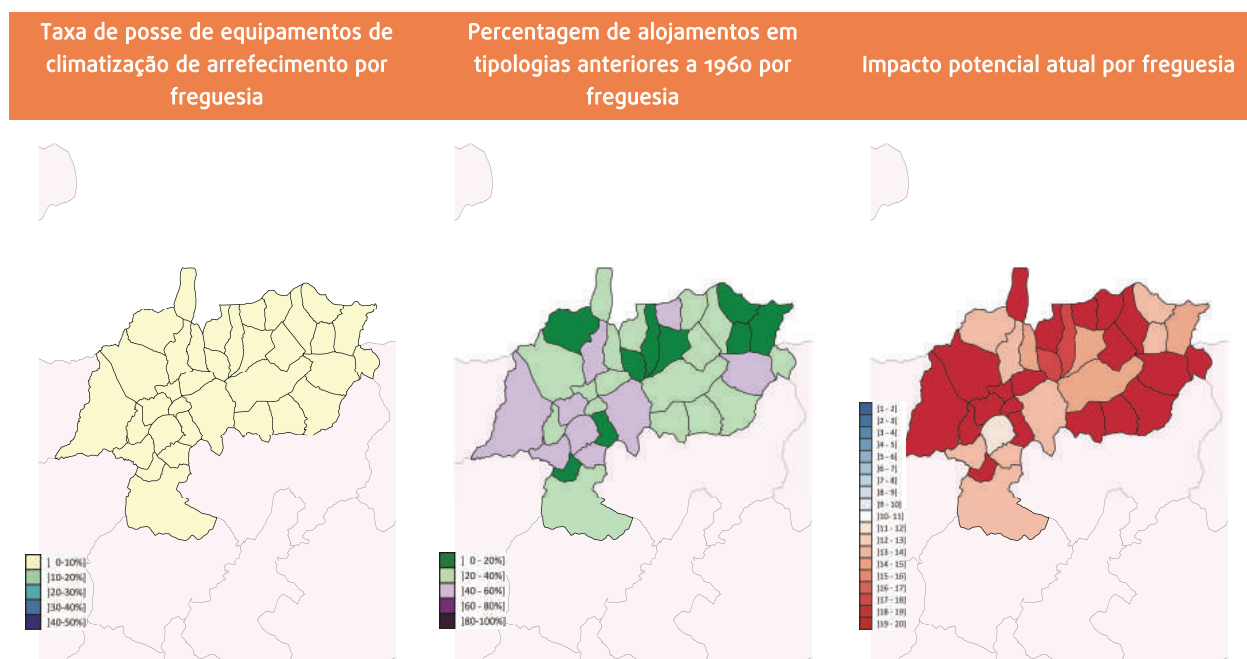 Taxa de posse de equipamentos de
climatização de arrefecimento por
freguesia
Percentagem de alojamentos em
tipologias anteriores a 1960 por
freguesia
Impacto potencial atual por freguesia
] 0-10%]
]10-20%]
]20-30%]
]30-40%]
]40-50%]
] 0 - 20%]
]20 - 40%]
]40 - 60%]
]60 - 80%]
]80-100%]
[1 - 2]
]2 - 3]
]3 - 4]
]4 - 5]
]5 - 6]
]6 - 7]
]7 - 8]
]8 - 9]
]9 - 10]
]10 - 11]
]11 - 12]
]12 - 13]
]13 - 14]
]14 - 15]
]15 - 16]
]16 - 17]
]17 - 18]
]18 - 19]
]19 - 20]